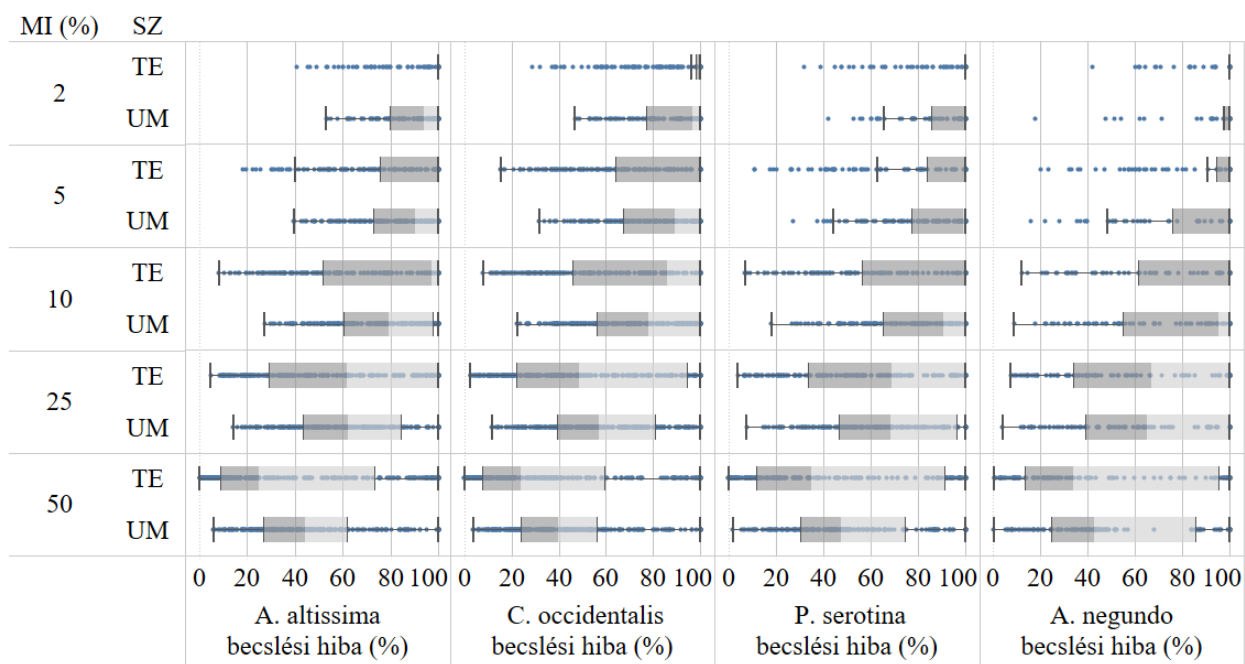 MI (%) SZ
2 TE
UM
5 TE
UM
10 TE
UM
25 TE
UM
50 TE
UM
0 20 40 60 80 100 0 20 40 60 80 100 0 20 40 60 80 100 0 20 40 60 80 100
A. altissima C. occidentalis P. serotina A. negundo
becslési hiba (%) becslési hiba (%) becslési hiba (%) becslési hiba (%)